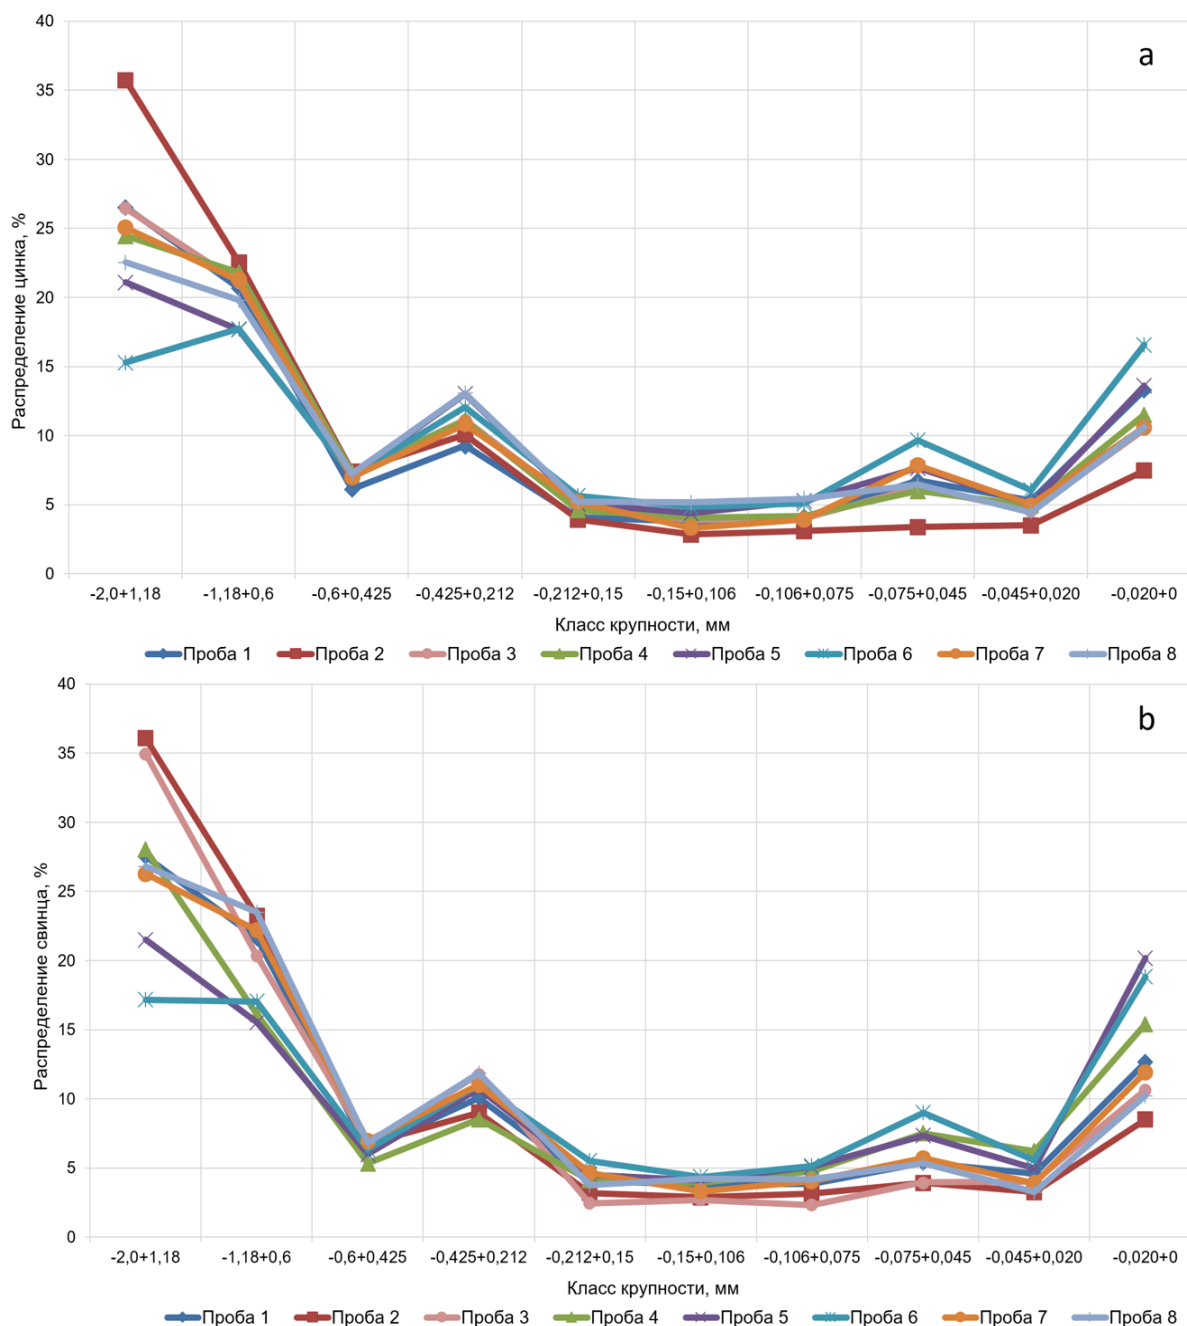 a
Распределение цинка, %
40
35
30
25
20
15
10
5
0
-2,0+1,18 -1,18+0,6 -0,6+0,425 -0,425+0,212 -0,212+0,15 -0,15+0,106 -0,106+0,075 -0,075+0,045 -0,045+0,020 -0,020+0
Класс крупности, мм
Проба 1 Проба 2 Проба 3 Проба 4 Проба 5 Проба 6 Проба 7 Проба 8
b
Распределение свинца, %
40
35
30
25
20
15
10
5
0
-2,0+1,18 -1,18+0,6 -0,6+0,425 -0,425+0,212 -0,212+0,15 -0,15+0,106 -0,106+0,075 -0,075+0,045 -0,045+0,020 -0,020+0
Класс крупности, мм
Проба 1 Проба 2 Проба 3 Проба 4 Проба 5 Проба 6 Проба 7 Проба 8